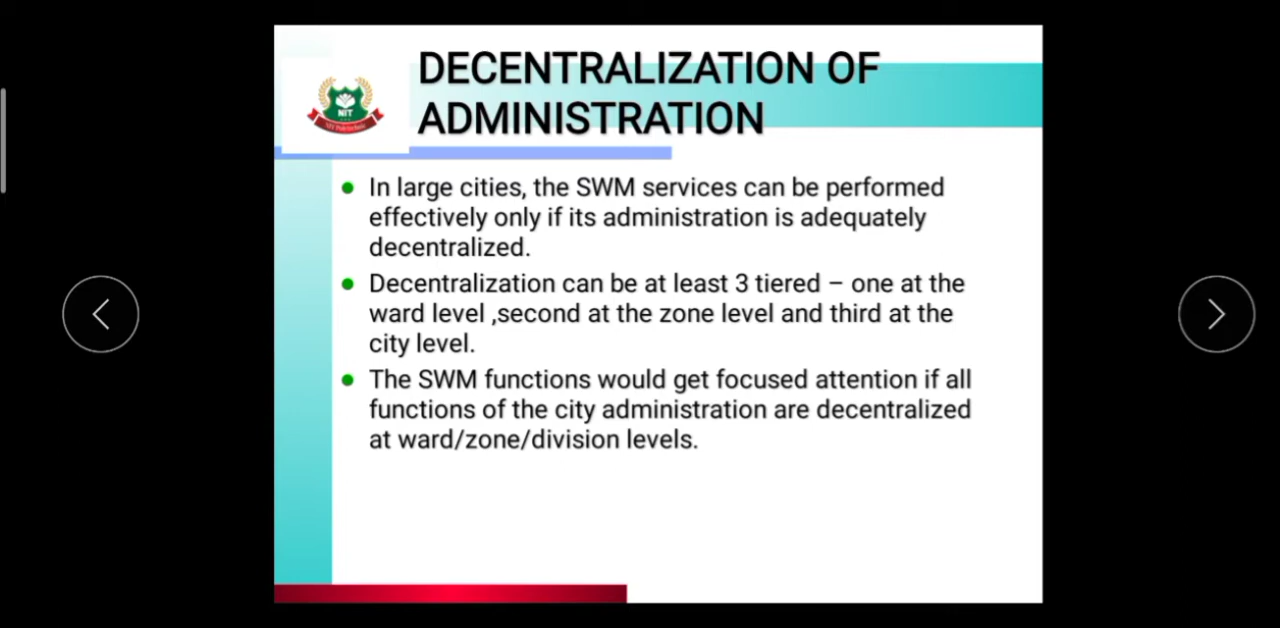 DECENTRALIZATION OF
ADMINISTRATION
NIT
NIT Polytechnic
In large cities, the SWM services can be performed
effectively only if its administration is adequately
decentralized.
Decentralization can be at least 3 tiered – one at the
ward level ,second at the zone level and third at the
city level.
The SWM functions would get focused attention if all
functions of the city administration are decentralized
at ward/zone/division levels.